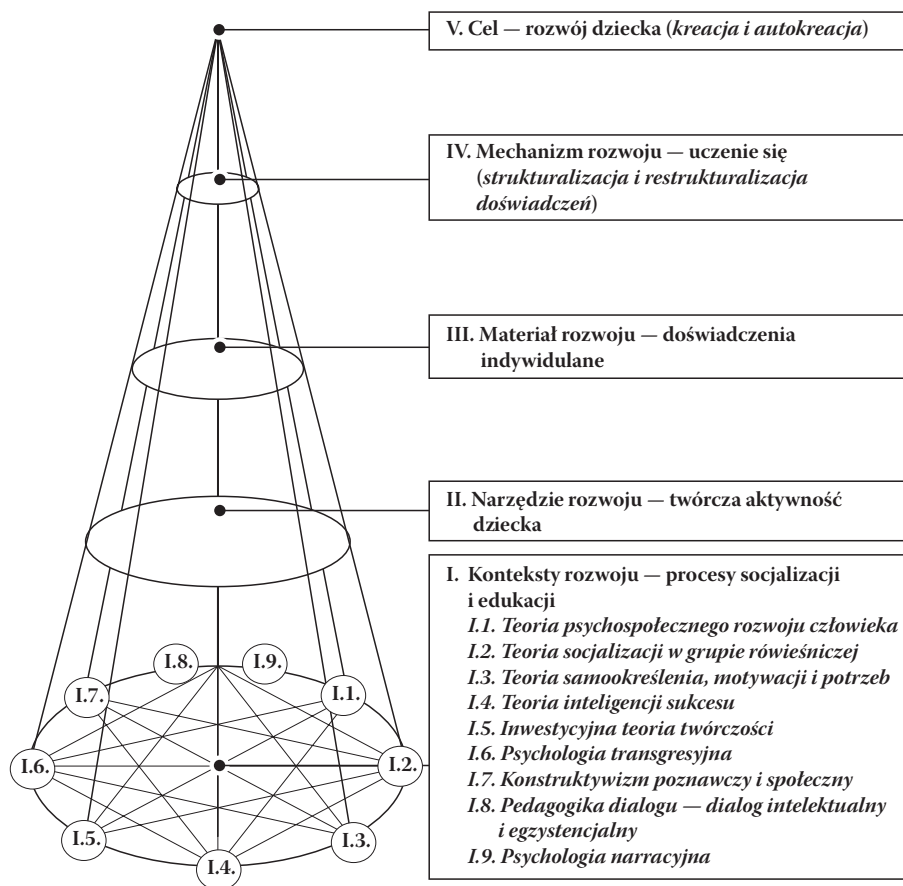 V. Cel — rozwój dziecka (kreacja i autokreacja)
IV. Mechanizm rozwoju — uczenie się
(strukturalizacja i restrukturalizacja
doświadczeń)
III. Materiał rozwoju — doświadczenia
indywidulane
II. Narzędzie rozwoju — twórcza aktywność
dziecka
I. Konteksty rozwoju — procesy socjalizacji
i edukacji
I.1. Teoria psychospołecznego rozwoju człowieka
I.2. Teoria socjalizacji w grupie rówieśniczej
I.3. Teoria samookreślenia, motywacji i potrzeb
I.4. Teoria inteligencji sukcesu
I.5. Inwestycyjna teoria twórczości
I.6. Psychologia transgresyjna
I.7. Konstruktywizm poznawczy i społeczny
I.8. Pedagogika dialogu — dialog intelektualny
i egzystencjalny
I.9. Psychologia narracyjna
I.8.
I.9.
I.7.
I.1.
I.6.
I.2.
I.5.
I.3.
I.4.